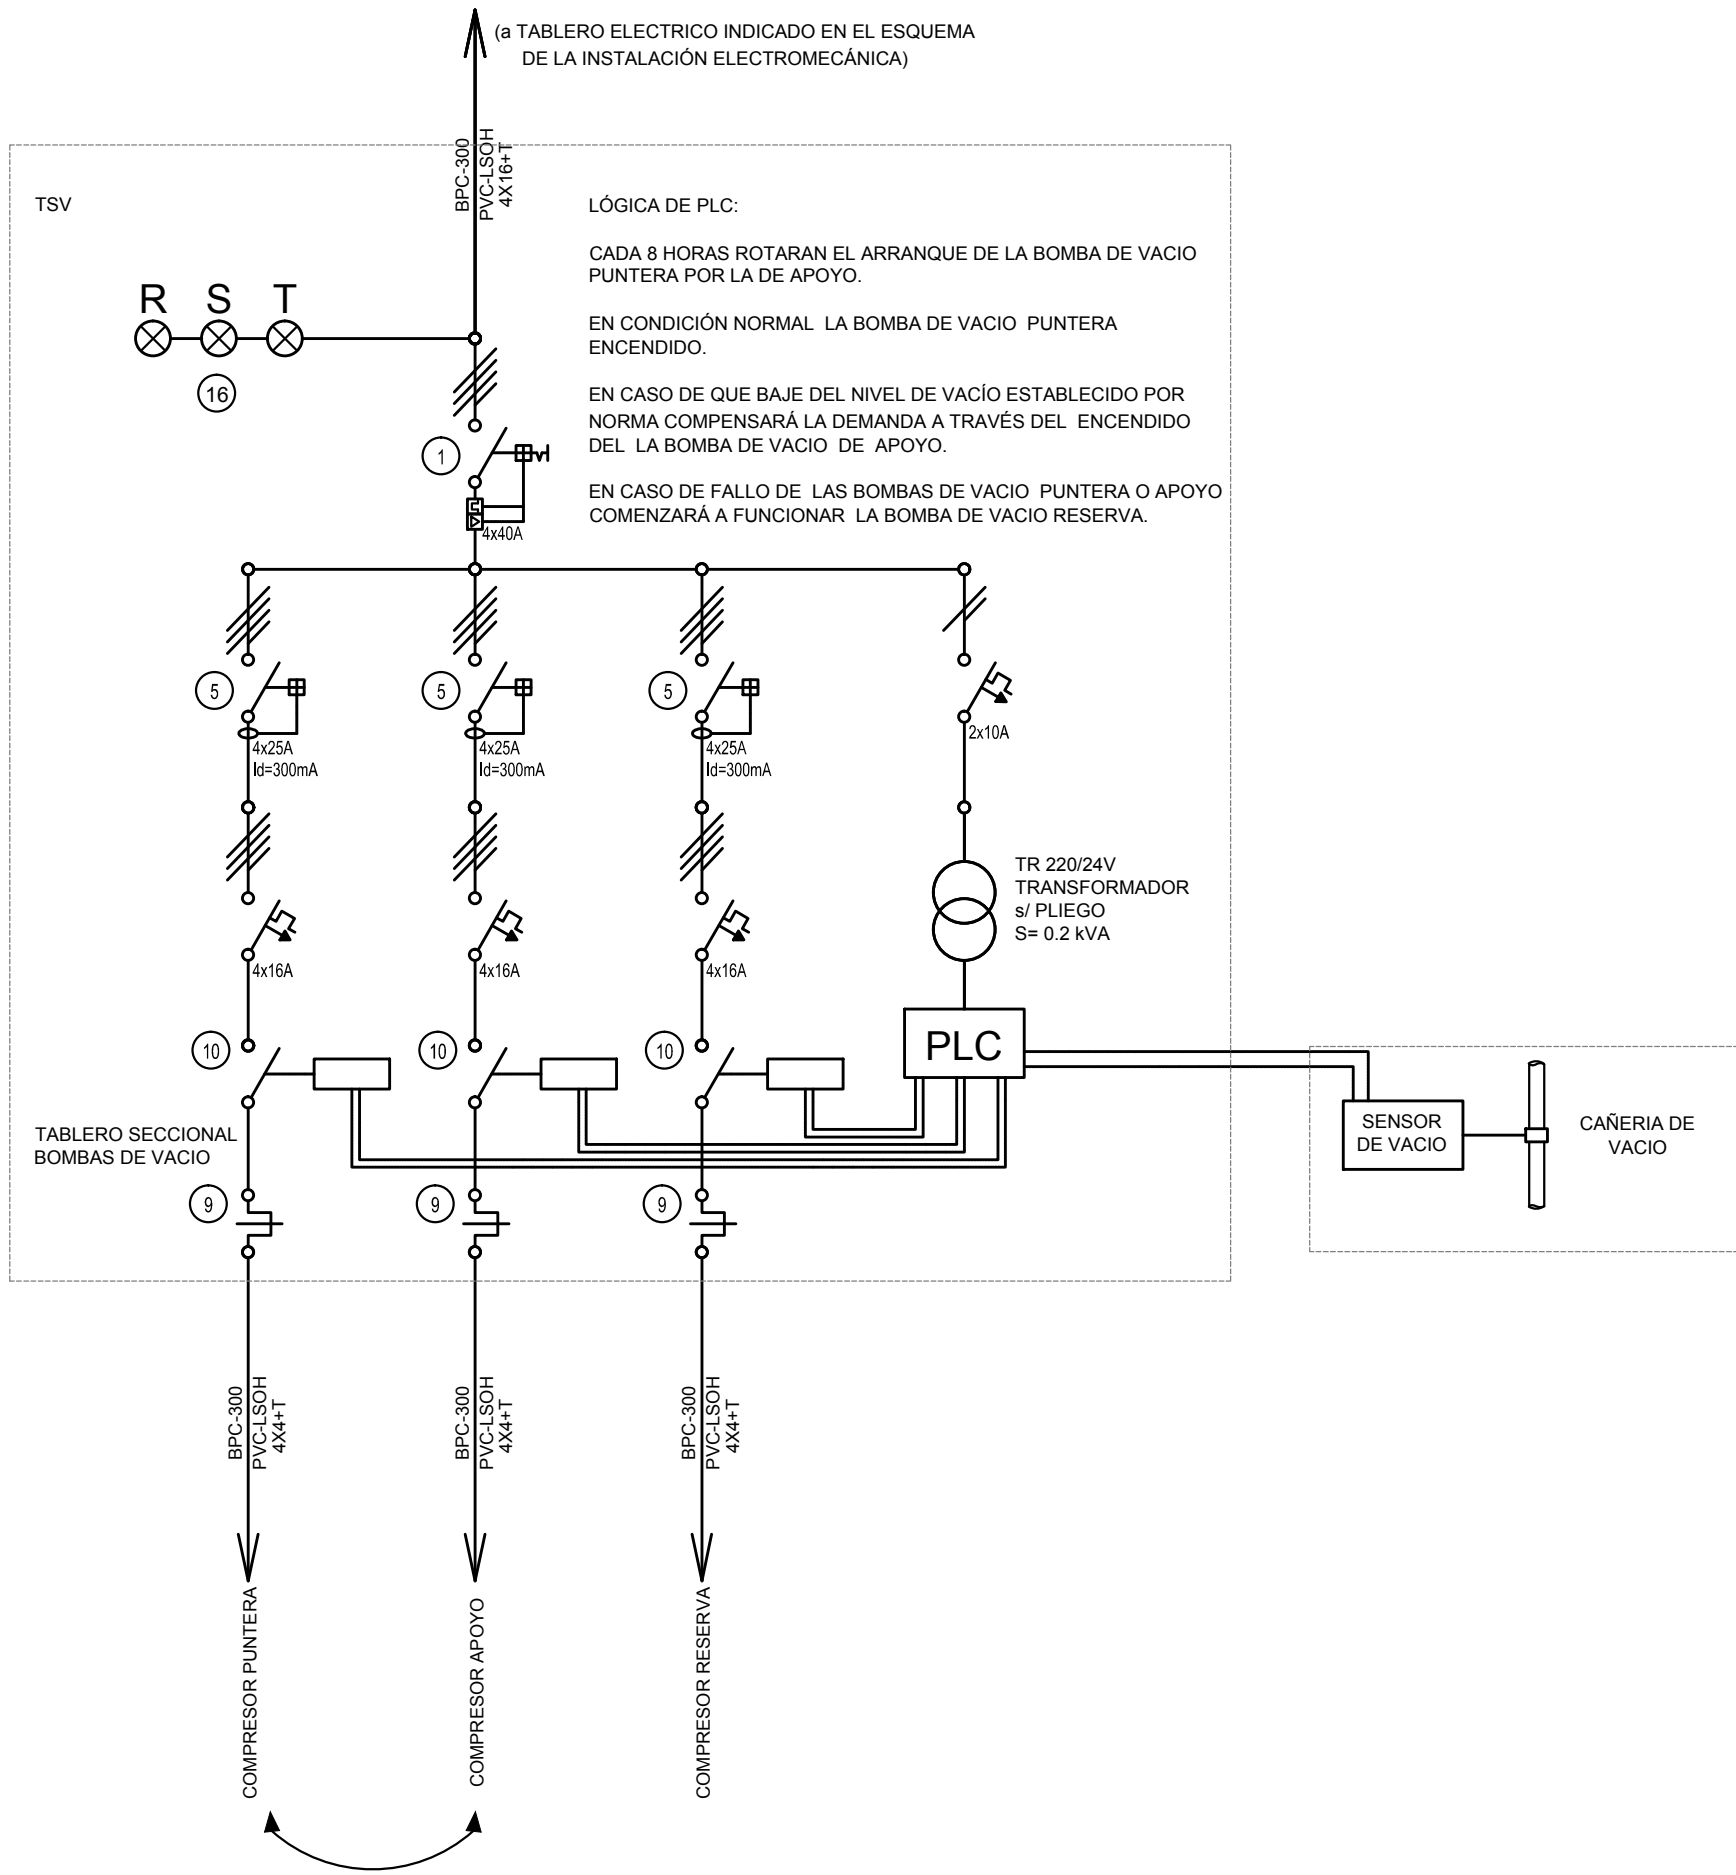 (a TABLERO ELECTRICO INDICADO EN EL ESQUEMA
DE LA INSTALACIÓN ELECTROMECÁNICA)
BPC-300
PVC-LSOH
4X16+T
TSV
LÓGICA DE PLC:
CADA 8 HORAS ROTARAN EL ARRANQUE DE LA BOMBA DE VACIO
PUNTERA POR LA DE APOYO.
EN CONDICIÓN NORMAL LA BOMBA DE VACIO PUNTERA
ENCENDIDO.
EN CASO DE QUE BAJE DEL NIVEL DE VACÍO ESTABLECIDO POR
NORMA COMPENSARÁ LA DEMANDA A TRAVÉS DEL ENCENDIDO
DEL LA BOMBA DE VACIO DE APOYO.
EN CASO DE FALLO DE LAS BOMBAS DE VACIO PUNTERA O APOYO
COMENZARÁ A FUNCIONAR LA BOMBA DE VACIO RESERVA.
R S T
16
1
4x40A
5
5
5
4x25A
Id=300mA
4x25A
Id=300mA
4x25A
Id=300mA
2x10A
TR 220/24V
TRANSFORMADOR
s/ PLIEGO
S= 0.2 kVA
4x16A
4x16A
4x16A
10
10
10
PLC
TABLERO SECCIONAL
BOMBAS DE VACIO
SENSOR
DE VACIO
CAÑERIA DE
VACIO
9
9
9
BPC-300
PVC-LSOH
4X4+T
BPC-300
PVC-LSOH
4X4+T
BPC-300
PVC-LSOH
4X4+T
COMPRESOR PUNTERA
COMPRESOR APOYO
COMPRESOR RESERVA